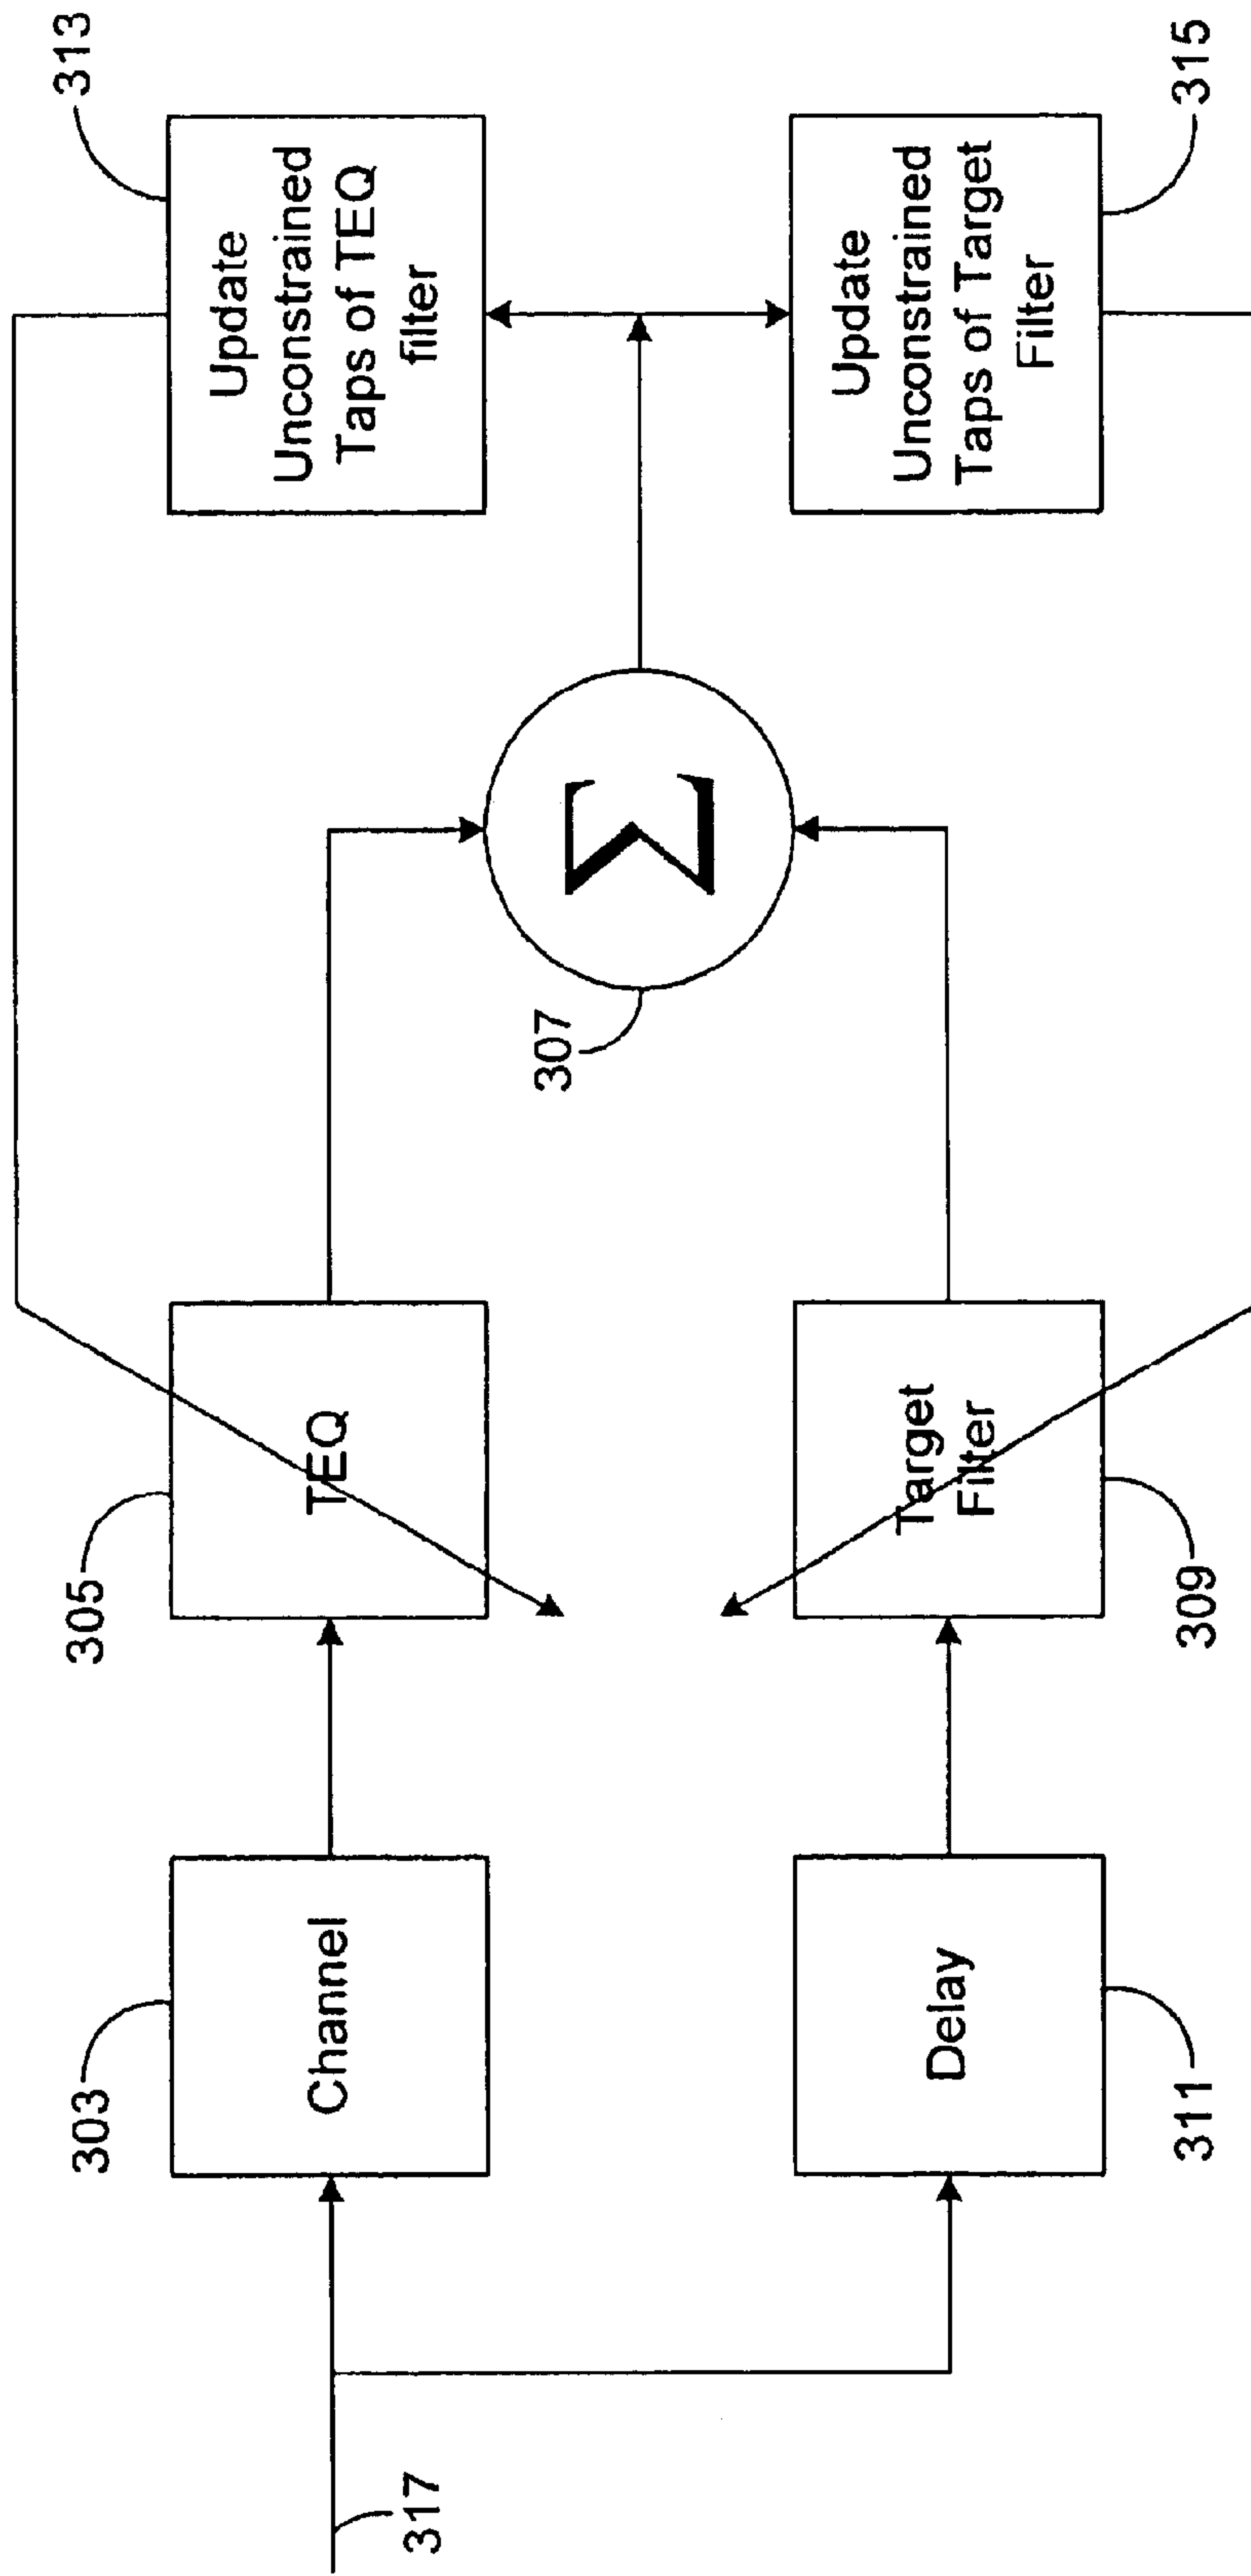 313
Update
Unconstrained
Taps of TEQ
filter
305
TEQ
303
Channel
307
Σ
317
Update
Unconstrained
Taps of Target
Filter
315
Target
Filter
309
Delay
311